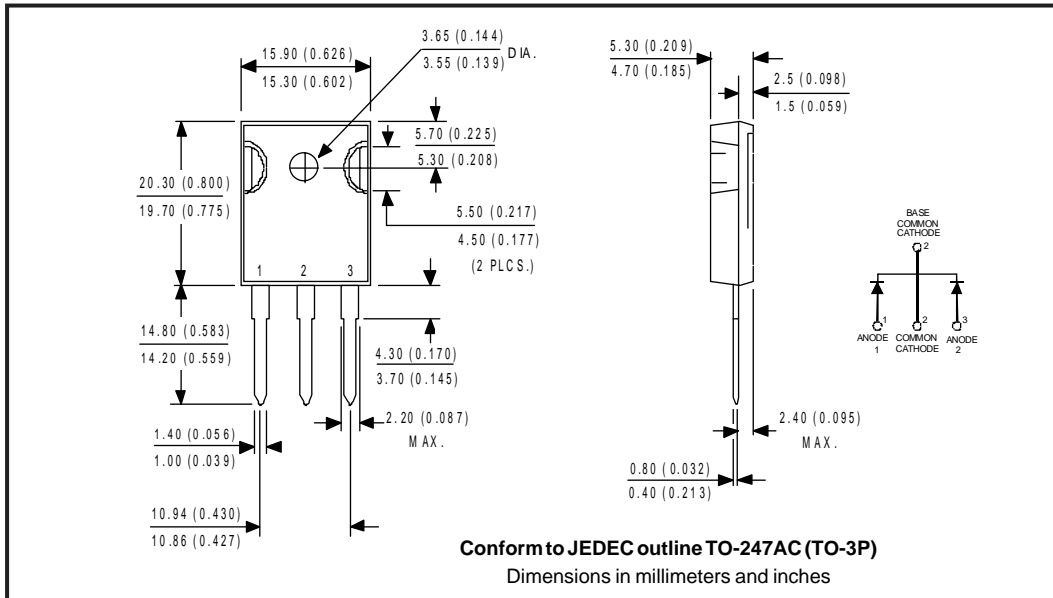 3.65 (0.144)
3.55 (0.139)
DIA.
15.90 (0.626)
15.30 (0.602)
5.30 (0.209)
4.70 (0.185)
2.5 (0.098)
1.5 (0.059)
5.70 (0.225)
5.30 (0.208)
20.30 (0.800)
19.70 (0.775)
5.50 (0.217)
4.50 (0.177)
(2 PLCS.)
1 2 3
BASE
COMMON
CATHODE
2
1 2 3
ANODE
1
COMMON
CATHODE
ANODE
2
14.80 (0.583)
14.20 (0.559)
4.30 (0.170)
3.70 (0.145)
2.20 (0.087)
MAX.
2.40 (0.095)
MAX.
1.40 (0.056)
1.00 (0.039)
0.80 (0.032)
0.40 (0.213)
10.94 (0.430)
10.86 (0.427)
Conform to JEDEC outline TO-247AC (TO-3P)
Dimensions in millimeters and inches